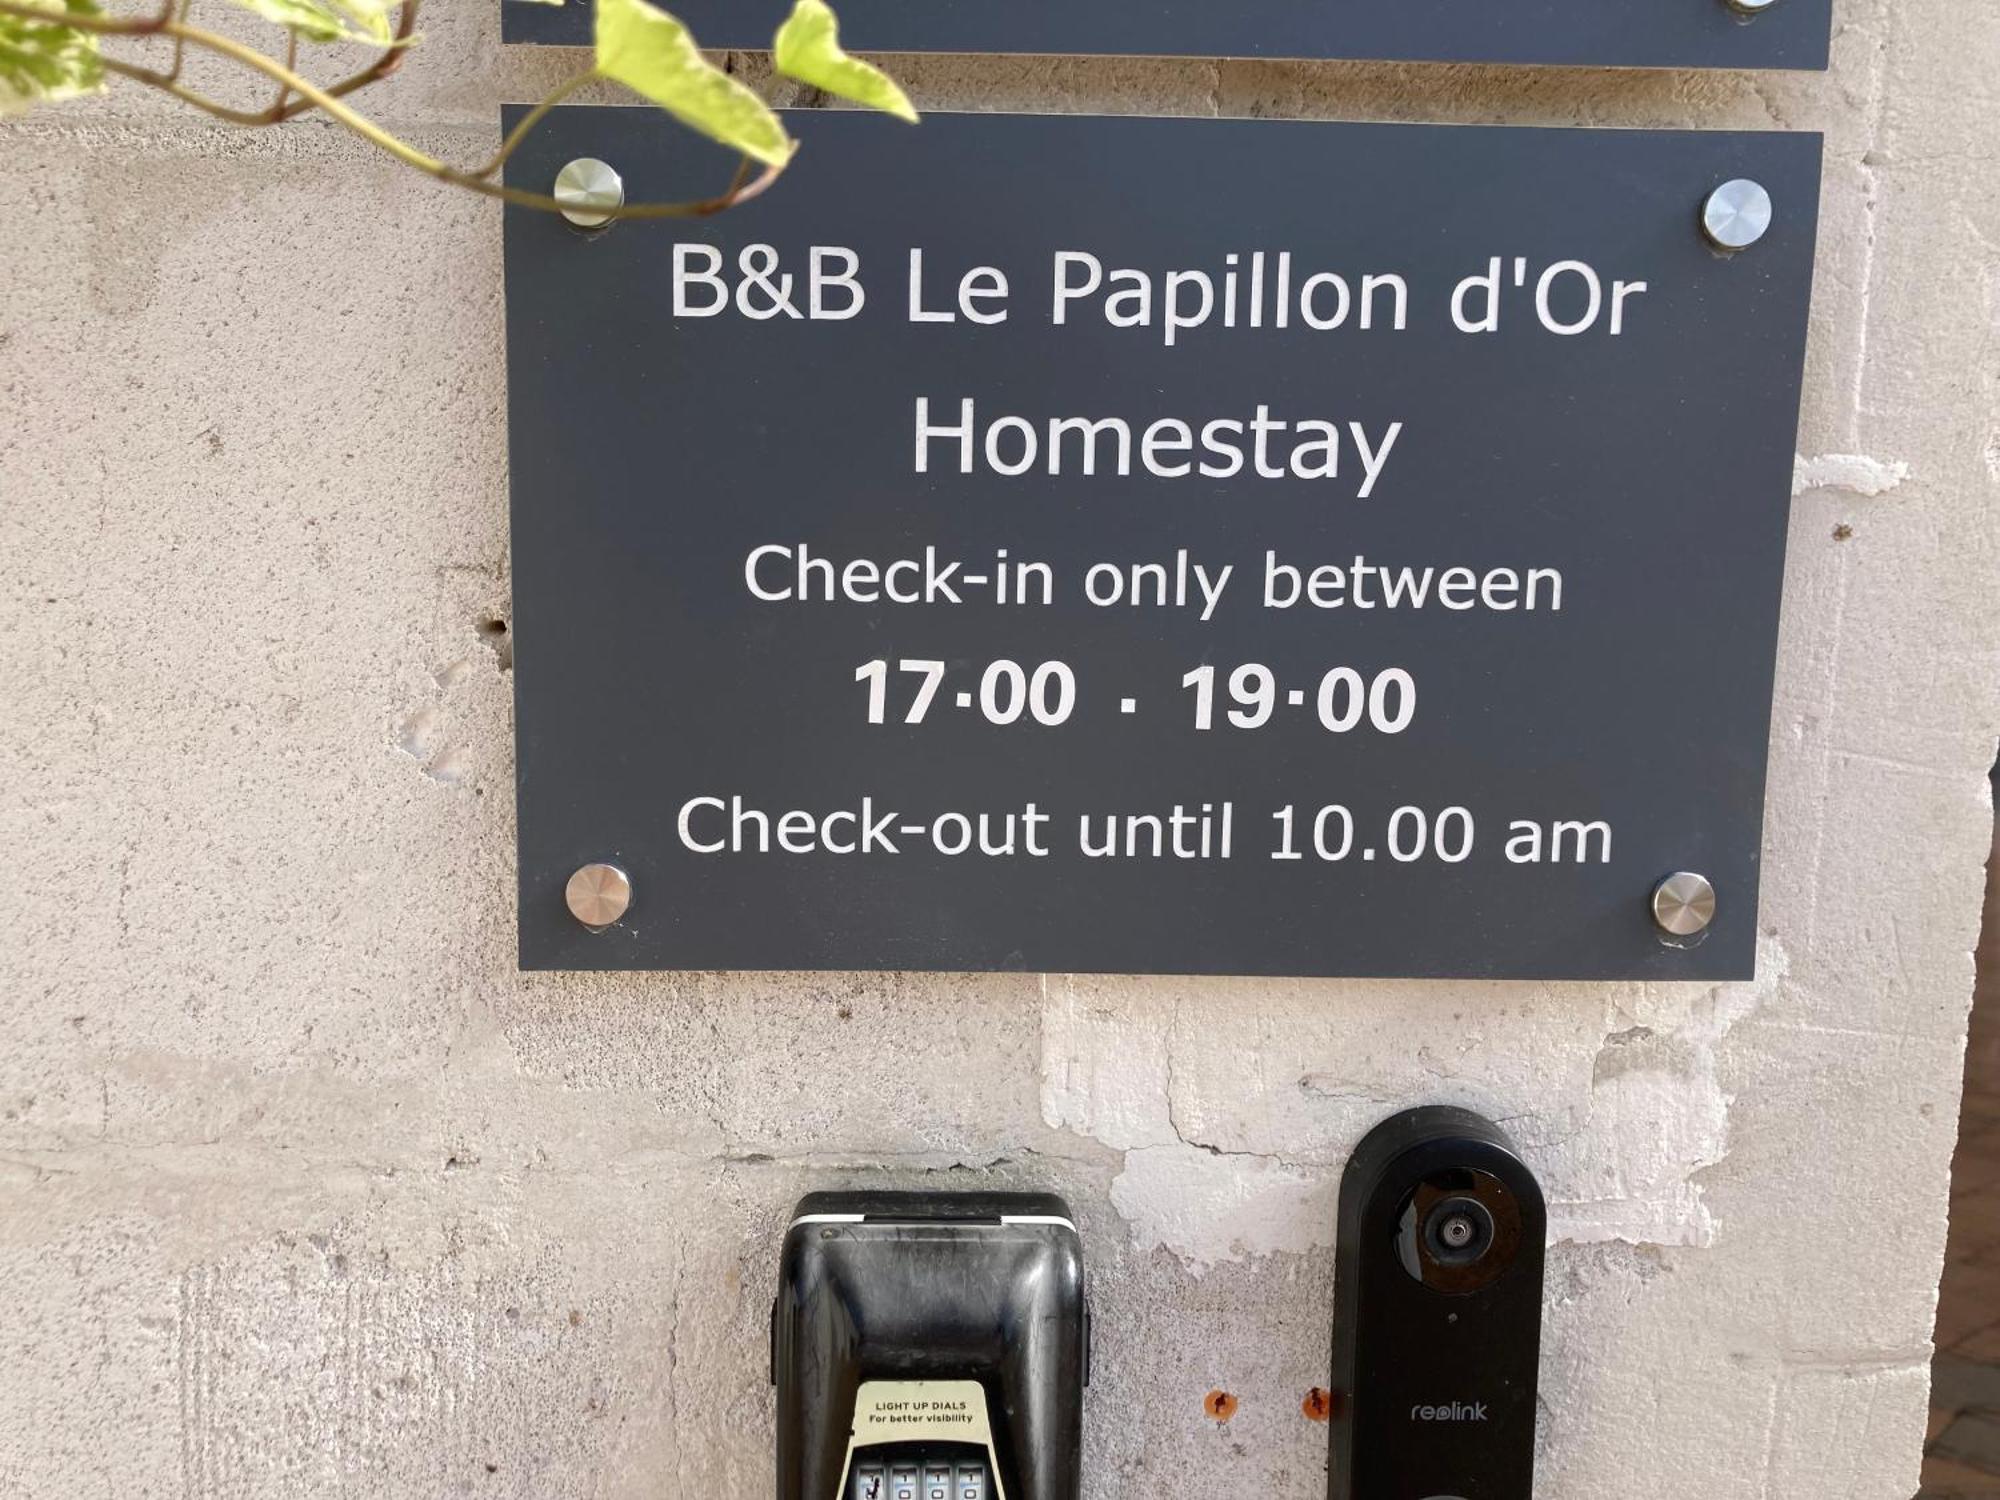 B&B Le Papillon d'Or
Homestay
Check-in only between
17·00 · 19·00
Check-out until 10.00 am
LIGHT UP DIALS
For better visibility
reolink